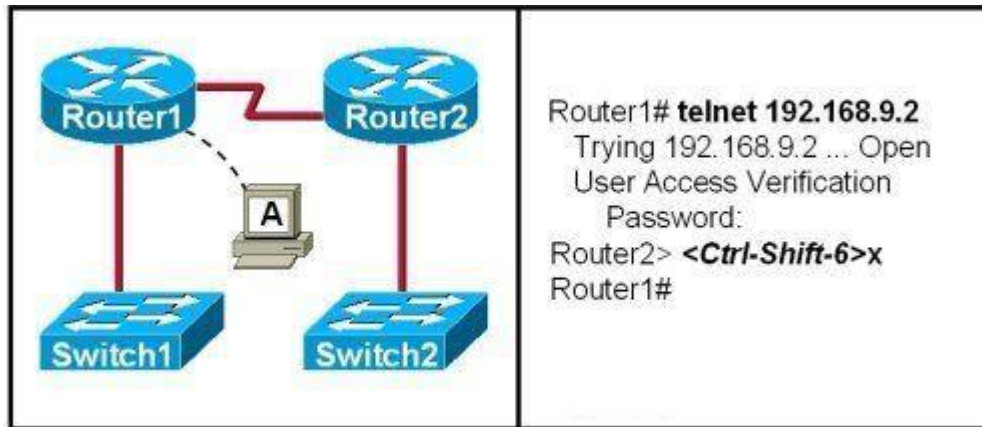 Router1
Router2
A
Switch1
Switch2
Router1# telnet 192.168.9.2
Trying 192.168.9.2 ... Open
User Access Verification
Password:
Router2> <Ctrl-Shift-6>x
Router1#